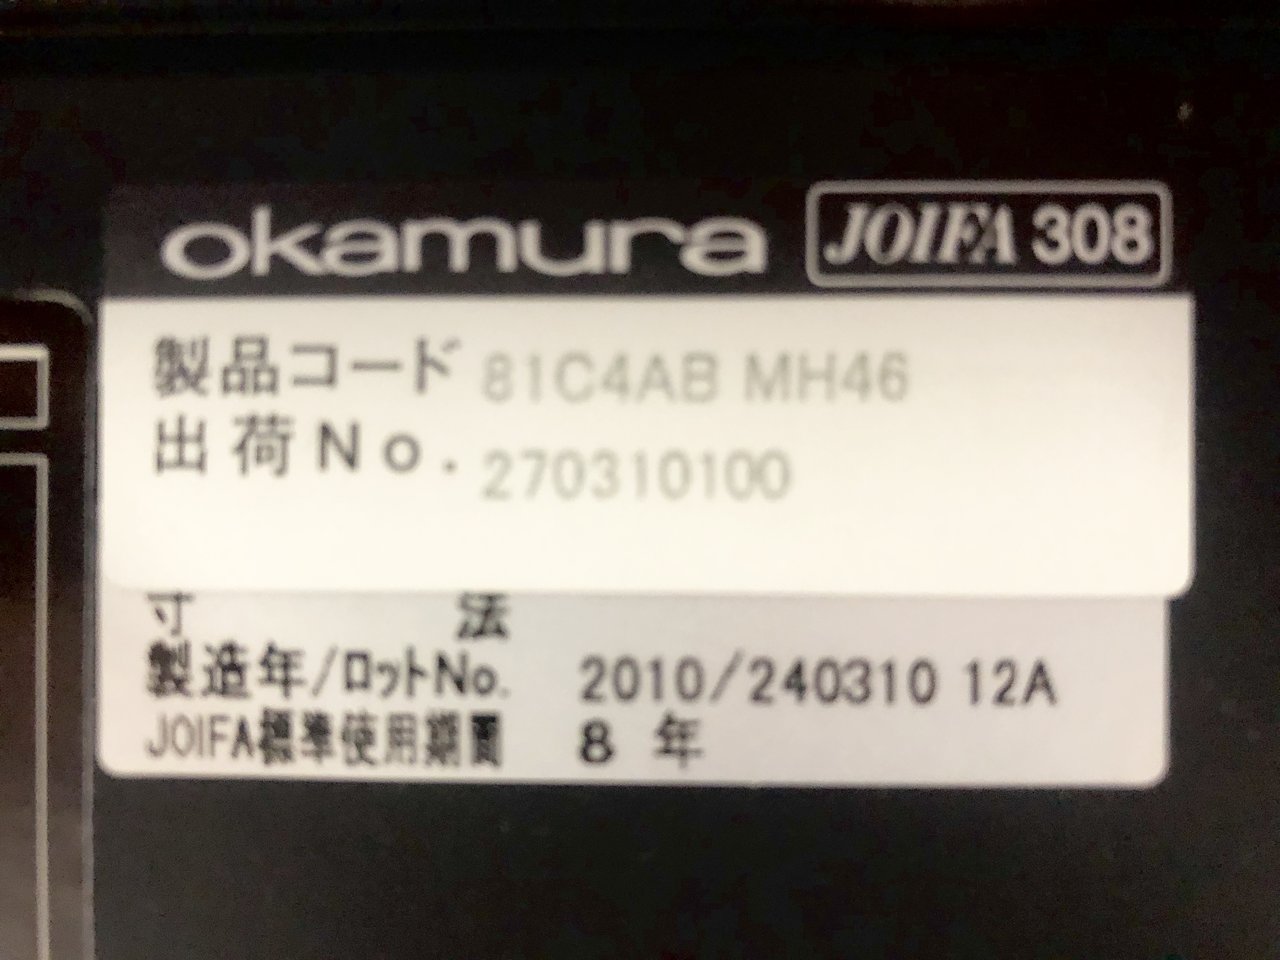 okamura JOIFA 308
製品コード 81C4AB MH46
出荷No. 270310100
寸 法
製造年/ロットNo. 2010/240310 12A
JOIFA標準使用期間 8 年